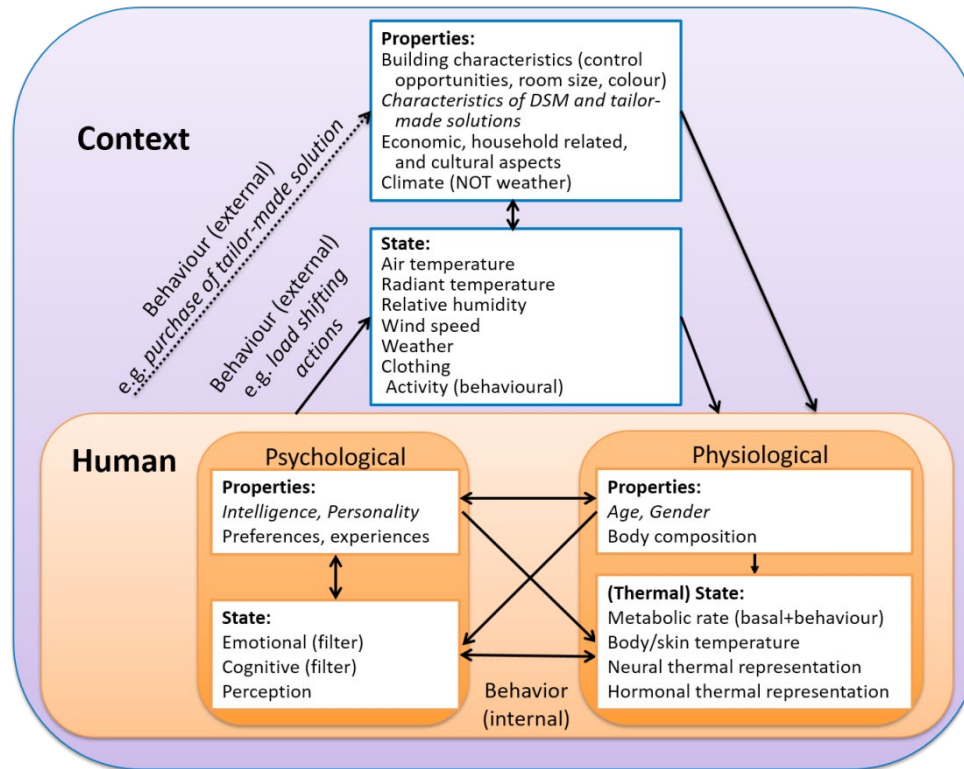 Properties:
Building characteristics (control
opportunities, room size, colour)
Characteristics of DSM and tailor-
made solutions
Economic, household related,
and cultural aspects
Climate (NOT weather)
Context
Behaviour (external)
e.g. purchase of tailor-made solution
Behaviour (external)
e.g. load shifting
actions
State:
Air temperature
Radiant temperature
Relative humidity
Wind speed
Weather
Clothing
Activity (behavioural)
Human
Psychological
Properties:
Intelligence, Personality
Preferences, experiences
State:
Emotional (filter)
Cognitive (filter)
Perception
Behavior
(internal)
Physiological
Properties:
Age, Gender
Body composition
(Thermal) State:
Metabolic rate (basal+behaviour)
Body/skin temperature
Neural thermal representation
Hormonal thermal representation